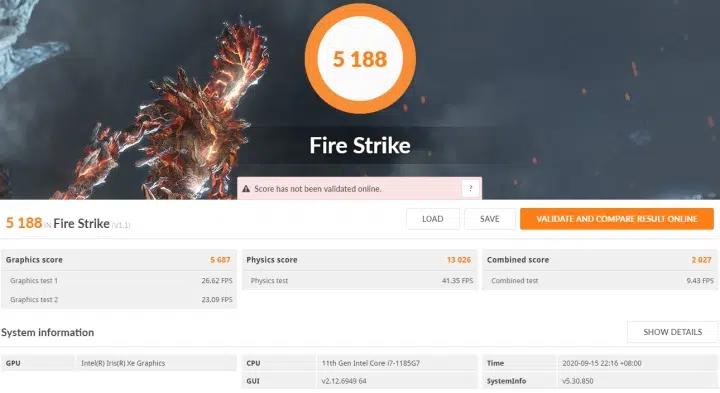 5 188
Fire Strike
Score has not been validated online.
?
5 188 IN Fire Strike (V1.1)
LOAD
SAVE
VALIDATE AND COMPARE RESULT ONLINE
Graphics score 5 687
Graphics test 1 26.62 FPS
Graphics test 2 23.09 FPS
Physics score 13 026
Physics test 41.35 FPS
Combined score 2 027
Combined test 9.43 FPS
System information
SHOW DETAILS
GPU Intel(R) Iris(R) Xe Graphics
CPU 11th Gen Intel Core i7-1185G7
GUI v2.12.6949 64
Time 2020-09-15 22:16 +08:00
SystemInfo v5.30.850